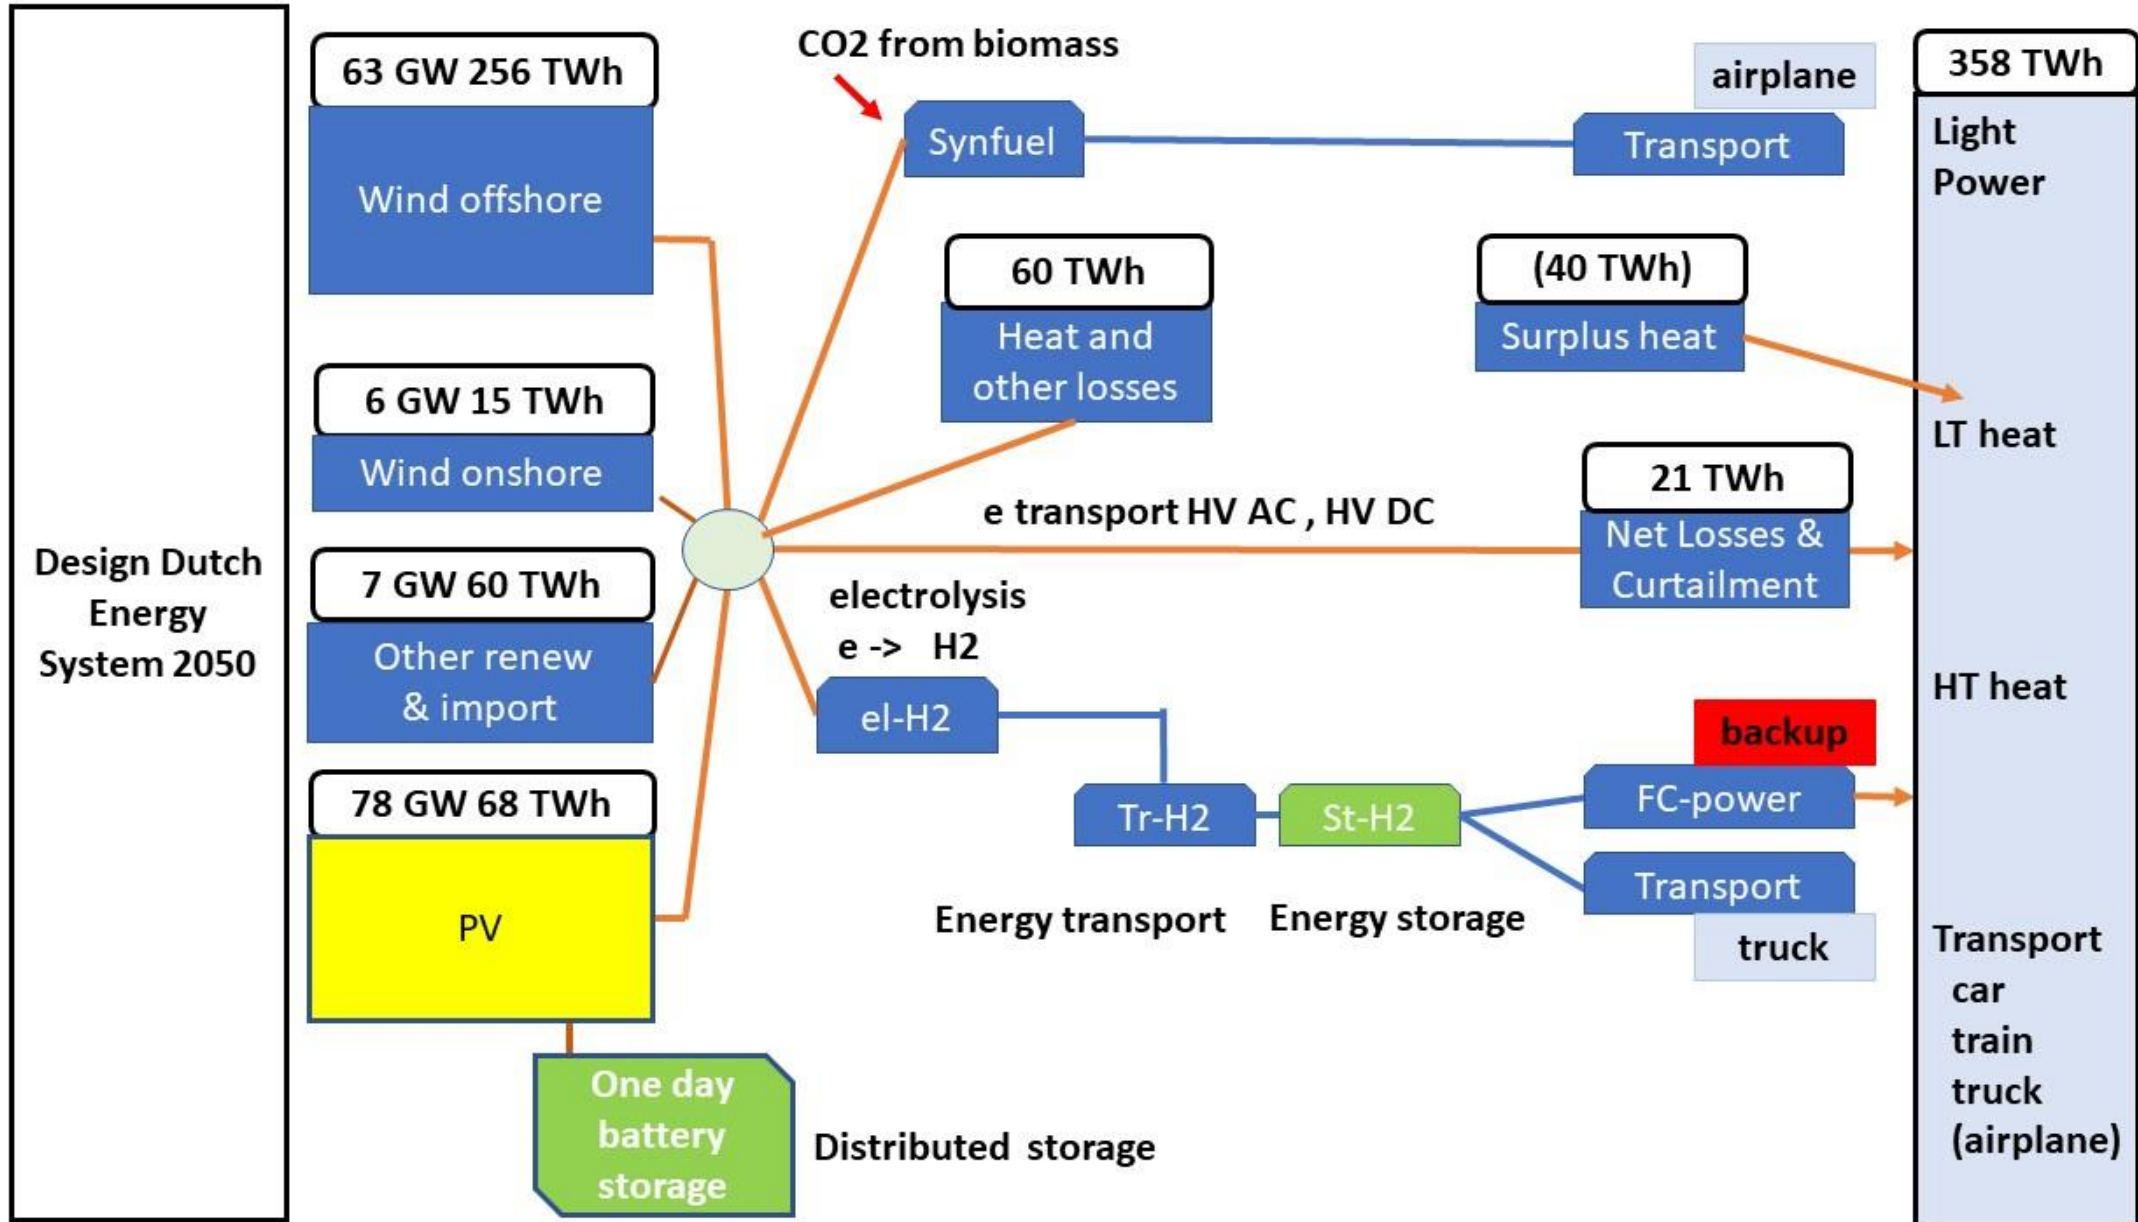 Design Dutch
Energy
System 2050
63 GW 256 TWh
Wind offshore
6 GW 15 TWh
Wind onshore
7 GW 60 TWh
Other renew
& import
78 GW 68 TWh
PV
One day
battery
storage
Distributed storage
CO2 from biomass
Synfuel
airplane
Transport
60 TWh
Heat and
other losses
(40 TWh)
Surplus heat
e transport HV AC , HV DC
21 TWh
Net Losses &
Curtailment
electrolysis
e -> H2
el-H2
Tr-H2
St-H2
Energy transport
Energy storage
backup
FC-power
Transport
truck
358 TWh
Light
Power
LT heat
HT heat
Transport
car
train
truck
(airplane)